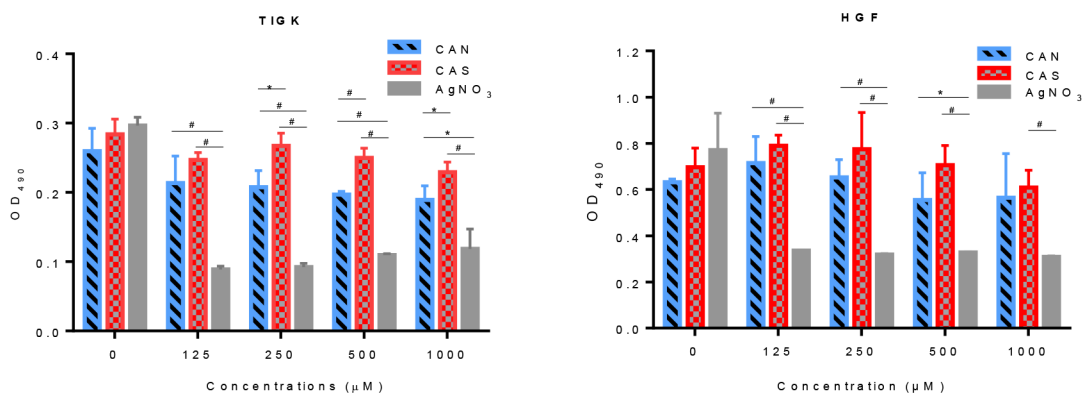 TIGK
CAN
CAS
AgNO3
0.4
0.3
0.2
0.1
0.0
OD490
* # #
# # #
* * #
# #
0 125 250 500 1000
Concentrations (μM)
HGF
CAN
CAS
AgNO3
1.2
1.0
0.8
0.6
0.4
0.2
0.0
OD490
# #
# #
* #
#
0 125 250 500 1000
Concentration (μM)